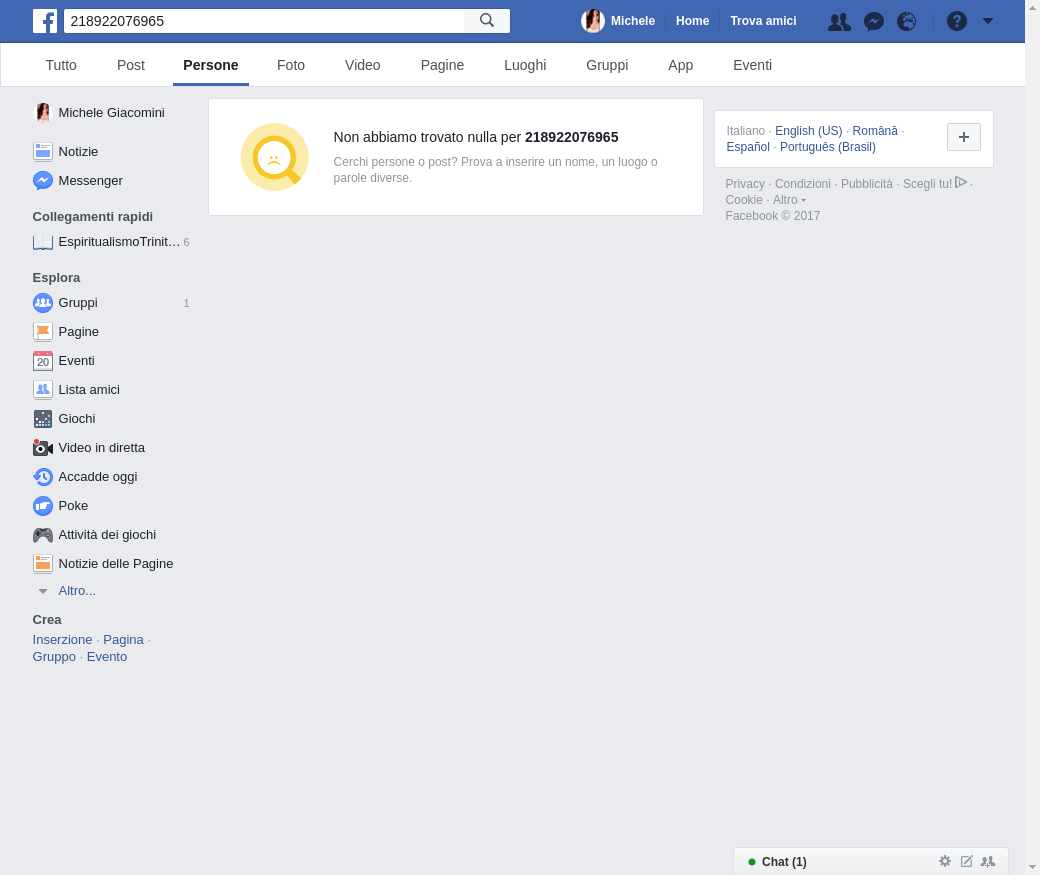 218922076965
Michele Home Trova amici
Tutto Post Persone Foto Video Pagine Luoghi Gruppi App Eventi
Michele Giacomini
Notizie
Messenger
Collegamenti rapidi
EspiritualismoTrinit... 6
Esplora
Gruppi 1
Pagine
20 Eventi
Lista amici
Giochi
Video in diretta
Accadde oggi
Poke
Attività dei giochi
Notizie delle Pagine
Altro...
Crea
Inserzione · Pagina ·
Gruppo · Evento
Non abbiamo trovato nulla per 218922076965
Cerchi persone o post? Prova a inserire un nome, un luogo o
parole diverse.
Italiano · English (US) · Română ·
Español · Português (Brasil)
Privacy · Condizioni · Pubblicità · Scegli tu! ·
Cookie · Altro
Facebook © 2017
Chat (1)